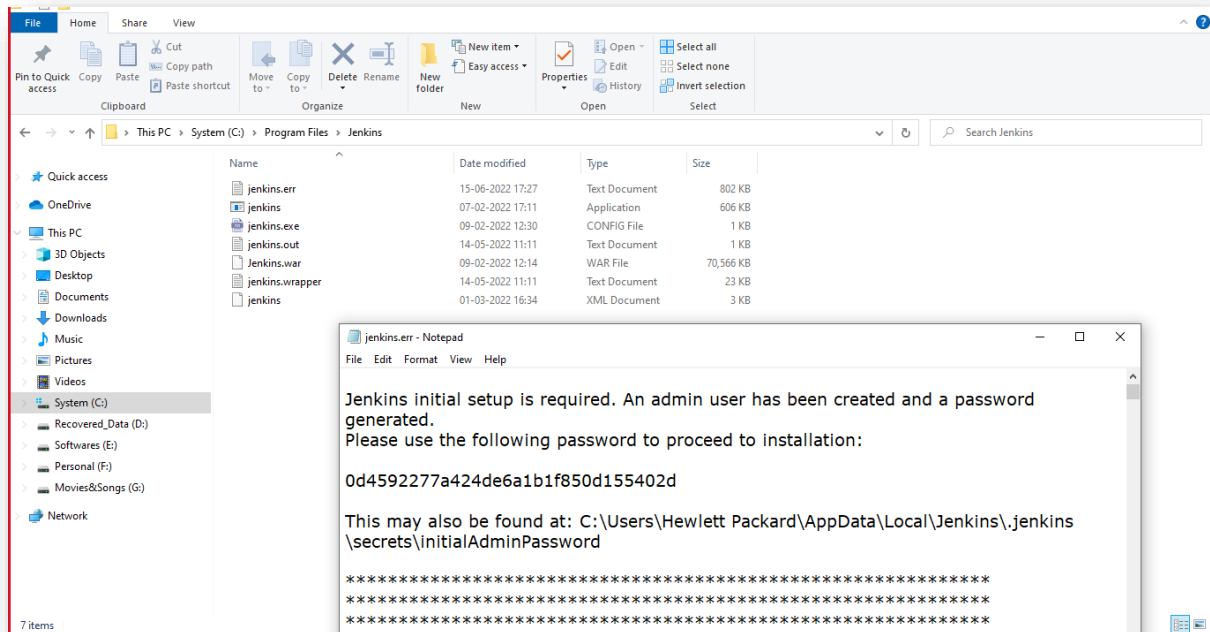 File Home Share View
Pin to Quick access
Copy
Paste
Cut
Copy path
Paste shortcut
Move to
Copy to
Delete
Rename
New folder
New item
Easy access
Properties
Open
Edit
History
Select all
Select none
Invert selection
Clipboard Organize New Open Select
This PC System (C:) Program Files Jenkins
Search Jenkins
Quick access
OneDrive
This PC
3D Objects
Desktop
Documents
Downloads
Music
Pictures
Videos
System (C:)
Recovered_Data (D:)
Softwares (E:)
Personal (F:)
Movies&Songs (G:)
Network
Name Date modified Type Size
jenkins.err 15-06-2022 17:27 Text Document 802 KB
jenkins 07-02-2022 17:11 Application 606 KB
jenkins.exe 09-02-2022 12:30 CONFIG File 1 KB
jenkins.out 14-05-2022 11:11 Text Document 1 KB
Jenkins.war 09-02-2022 12:14 WAR File 70,566 KB
jenkins.wrapper 14-05-2022 11:11 Text Document 23 KB
jenkins 01-03-2022 16:34 XML Document 3 KB
jenkins.err - Notepad
File Edit Format View Help
Jenkins initial setup is required. An admin user has been created and a password
generated.
Please use the following password to proceed to installation:
0d4592277a424de6a1b1f850d155402d
This may also be found at: C:\Users\Hewlett Packard\AppData\Local\Jenkins\.jenkins
\secrets\initialAdminPassword
*************************************************************
*************************************************************
*************************************************************
7 items